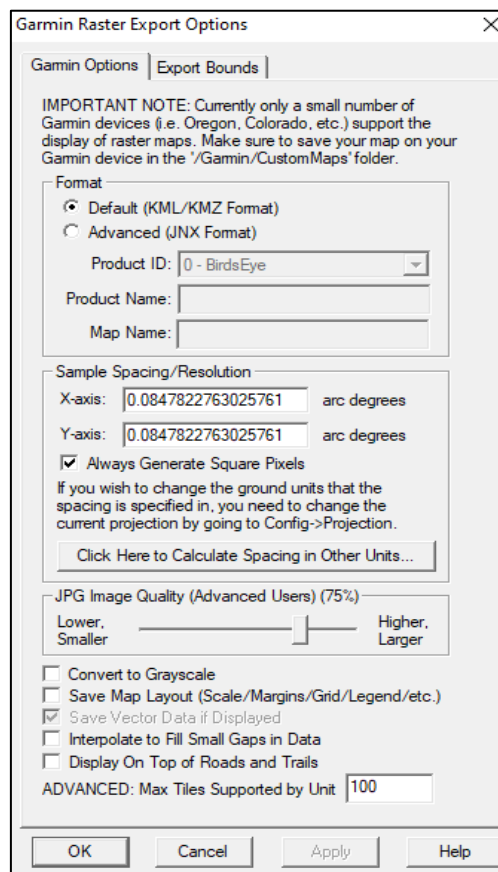 Garmin Raster Export Options
Garmin Options
Export Bounds
IMPORTANT NOTE: Currently only a small number of
Garmin devices (i.e. Oregon, Colorado, etc.) support the
display of raster maps. Make sure to save your map on your
Garmin device in the '/Garmin/CustomMaps' folder.
Format
Default (KML/KMZ Format)
Advanced (JNX Format)
Product ID: 0 - BirdsEye
Product Name:
Map Name:
Sample Spacing/Resolution
X-axis: 0.0847822763025761 arc degrees
Y-axis: 0.0847822763025761 arc degrees
Always Generate Square Pixels
If you wish to change the ground units that the
spacing is specified in, you need to change the
current projection by going to Config->Projection.
Click Here to Calculate Spacing in Other Units...
JPG Image Quality (Advanced Users) (75%)
Lower, Higher,
Smaller Larger
Convert to Grayscale
Save Map Layout (Scale/Margins/Grid/Legend/etc.)
Save Vector Data if Displayed
Interpolate to Fill Small Gaps in Data
Display On Top of Roads and Trails
ADVANCED: Max Tiles Supported by Unit 100
OK Cancel Apply Help